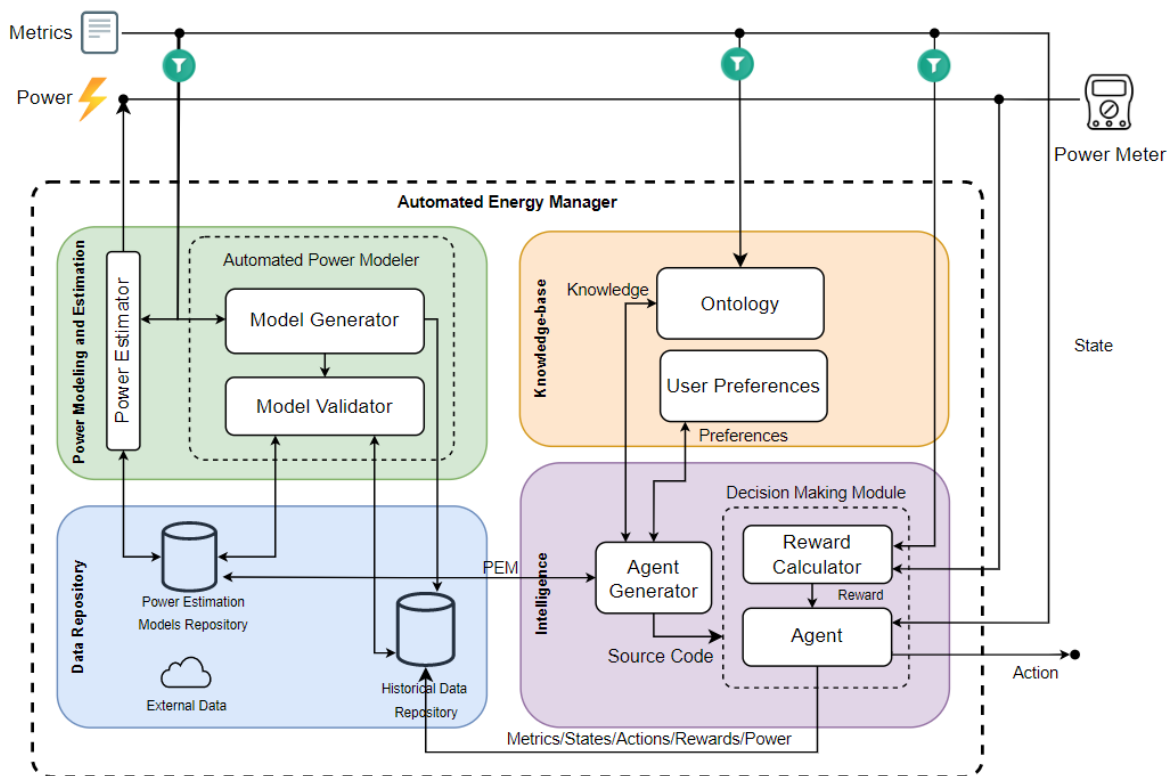 Metrics
Power
Power Meter
Automated Energy Manager
Power Modeling and Estimation
Power Estimator
Automated Power Modeler
Model Generator
Model Validator
Knowledge-base
Knowledge
Ontology
User Preferences
Preferences
State
Data Repository
Power Estimation
Models Repository
External Data
Historical Data
Repository
PEM
Intelligence
Agent
Generator
Source Code
Decision Making Module
Reward
Calculator
Reward
Agent
Action
Metrics/States/Actions/Rewards/Power